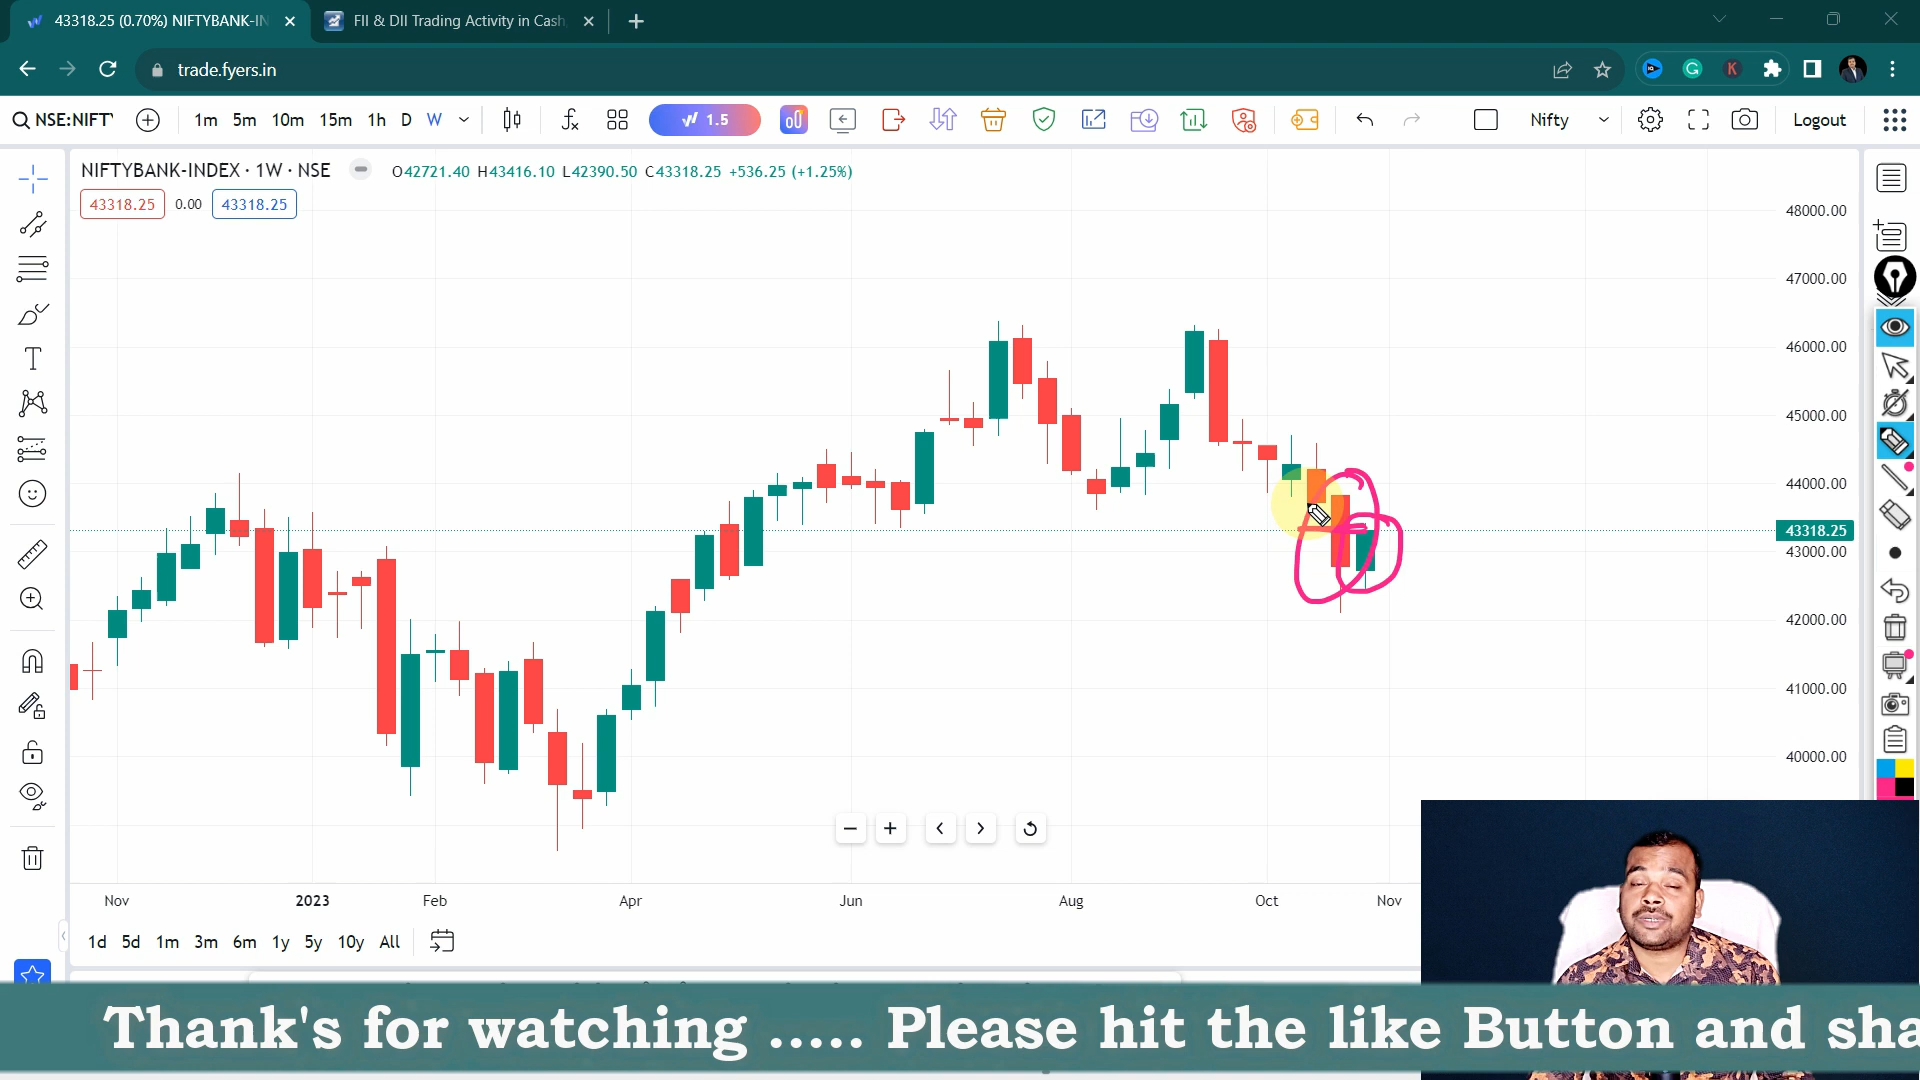 43318.25 (0.70%) NIFTYBANK-IN
FII & DII Trading Activity in Cash,
trade.fyers.in
NSE:NIFT
1m 5m 10m 15m 1h D W
1.5
Nifty
Logout
NIFTYBANK-INDEX · 1W · NSE
O42721.40 H43416.10 L42390.50 C43318.25 +536.25 (+1.25%)
43318.25 0.00 43318.25
48000.00
47000.00
46000.00
45000.00
44000.00
43318.25
43000.00
42000.00
41000.00
40000.00
Nov 2023 Feb Apr Jun Aug Oct Nov
1d 5d 1m 3m 6m 1y 5y 10y All
Thank's for watching ..... Please hit the like Button and sha